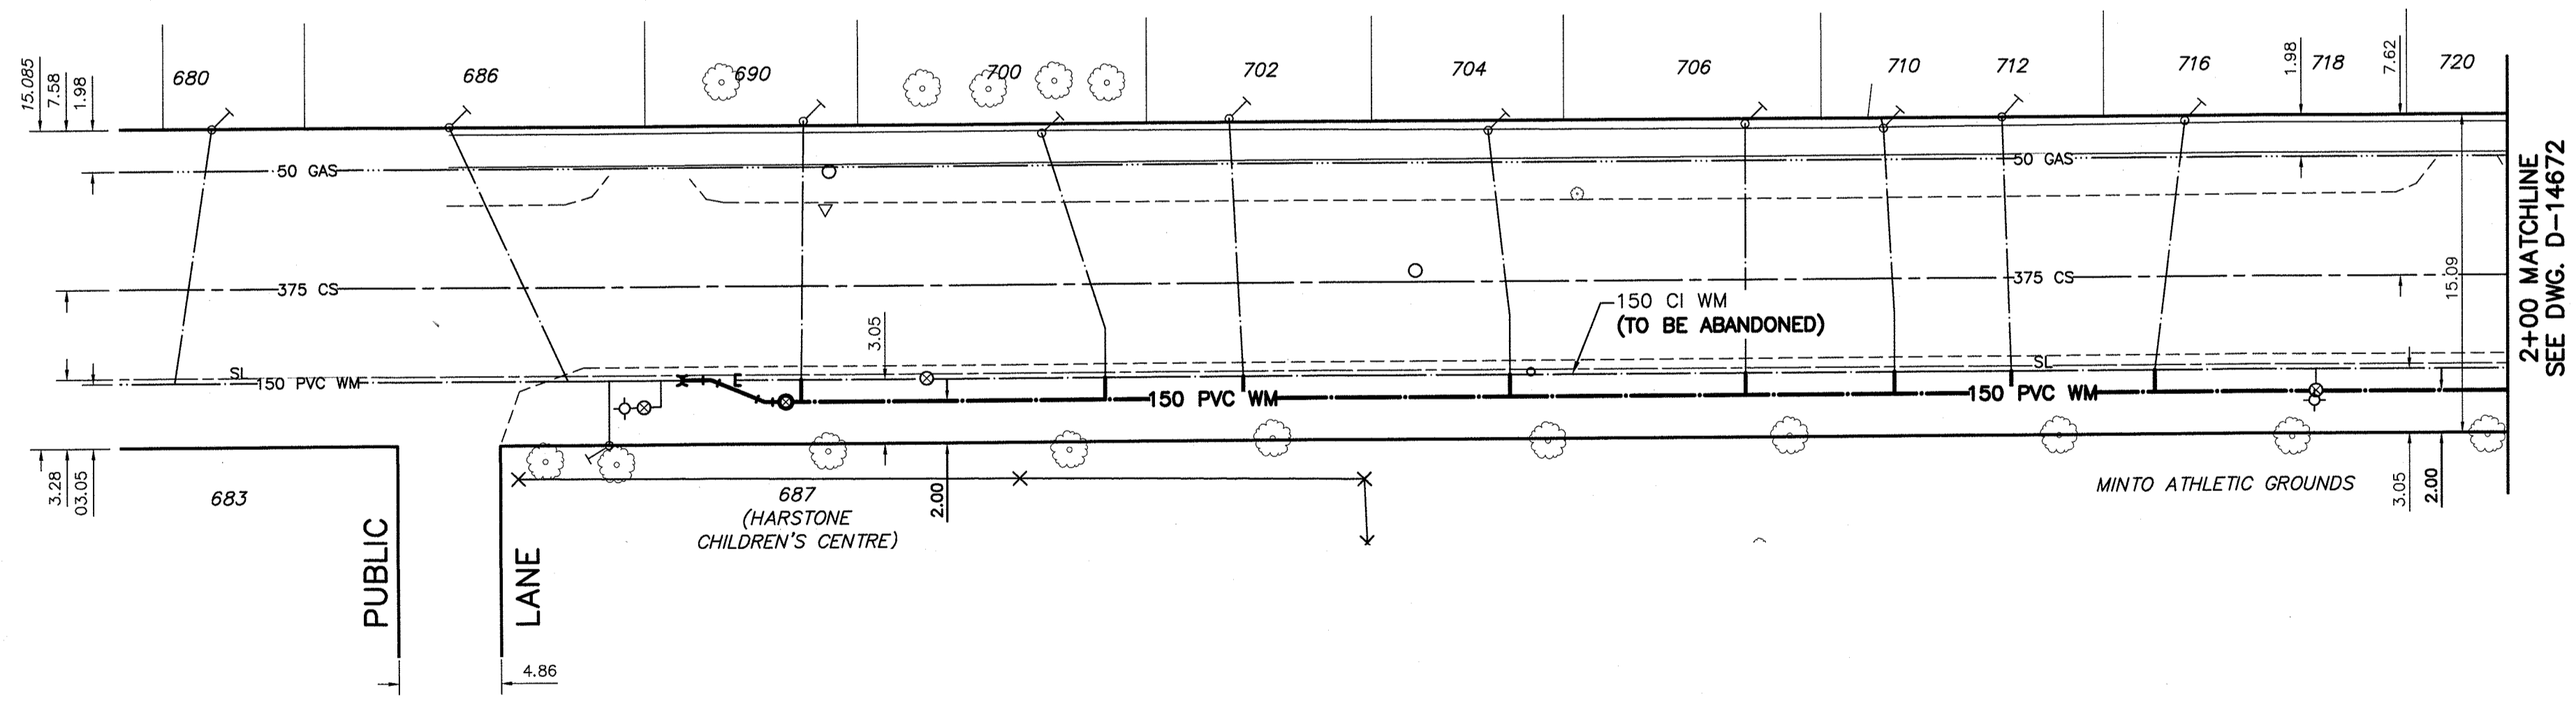 680
686
690
700
702
704
706
710
712
716
718
720
15.085
7.58
1.98
1.98
7.62
50 GAS
50 GAS
375 CS
375 CS
15.09
2+00 MATCHLINE
SEE DWG. D-14672
150 CI WM
(TO BE ABANDONED)
3.05
SL
SL
150 PVC WM
150 PVC WM
150 PVC WM
E
3.28
03.05
683
687
(HARSTONE
CHILDREN'S CENTRE)
2.00
MINTO ATHLETIC GROUNDS
3.05
2.00
PUBLIC
LANE
4.86